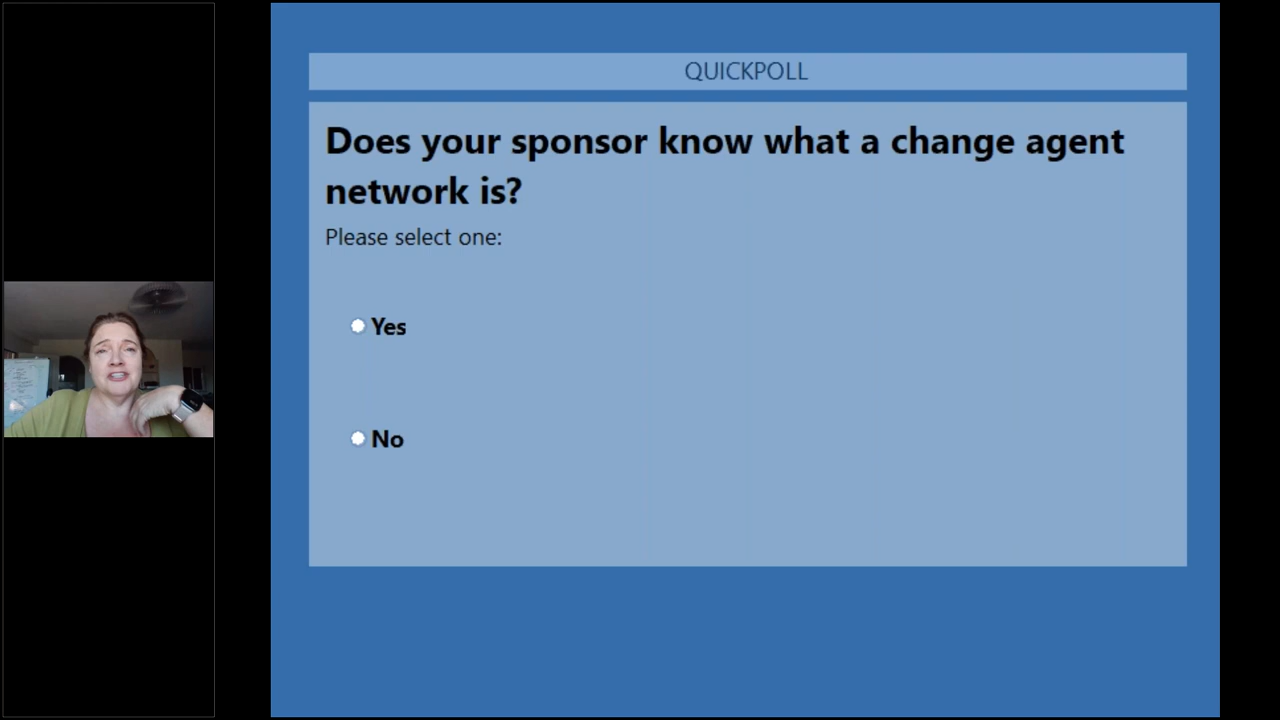 QUICKPOLL
Does your sponsor know what a change agent
network is?
Please select one:
Yes
No